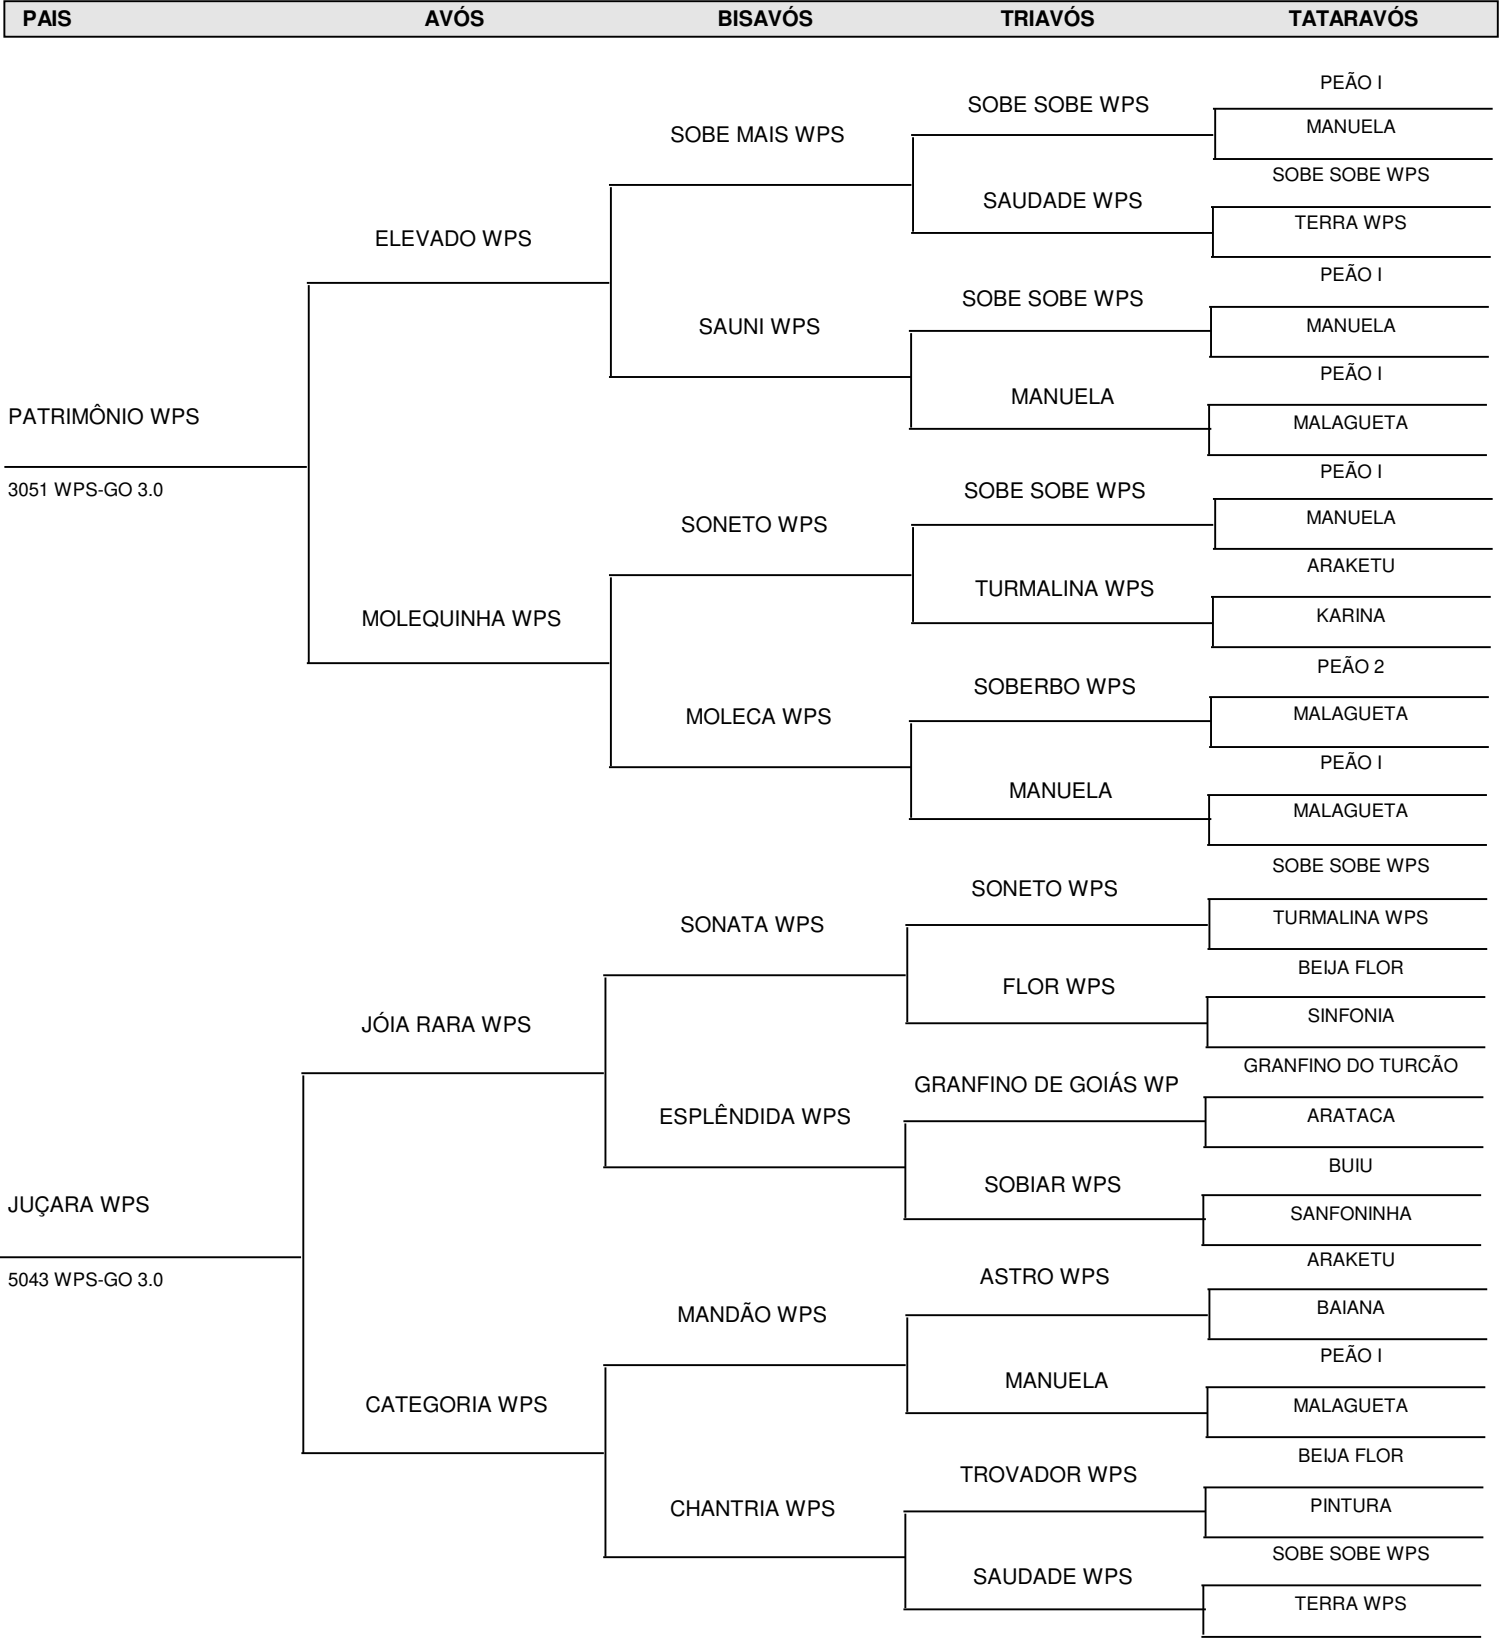 PAIS AVÓS BISAVÓS TRIAVÓS TATARAVÓS
PEÃO I
SOBE SOBE WPS
MANUELA
SOBE MAIS WPS
SOBE SOBE WPS
SAUDADE WPS
TERRA WPS
ELEVADO WPS
PEÃO I
SOBE SOBE WPS
SAUNI WPS
MANUELA
PEÃO I
MANUELA
PATRIMÔNIO WPS
MALAGUETA
PEÃO I
3051 WPS-GO 3.0
SOBE SOBE WPS
MANUELA
SONETO WPS
ARAKETU
TURMALINA WPS
KARINA
MOLEQUINHA WPS
PEÃO 2
SOBERBO WPS
MALAGUETA
MOLECA WPS
PEÃO I
MANUELA
MALAGUETA
SOBE SOBE WPS
SONETO WPS
TURMALINA WPS
SONATA WPS
BEIJA FLOR
FLOR WPS
SINFONIA
JÓIA RARA WPS
GRANFINO DO TURCÃO
GRANFINO DE GOIÁS WP
ARATACA
ESPLÊNDIDA WPS
BUIU
SOBIAR WPS
JUÇARA WPS
SANFONINHA
ARAKETU
5043 WPS-GO 3.0
ASTRO WPS
BAIANA
MANDÃO WPS
PEÃO I
MANUELA
CATEGORIA WPS
MALAGUETA
BEIJA FLOR
TROVADOR WPS
PINTURA
CHANTRIA WPS
SOBE SOBE WPS
SAUDADE WPS
TERRA WPS